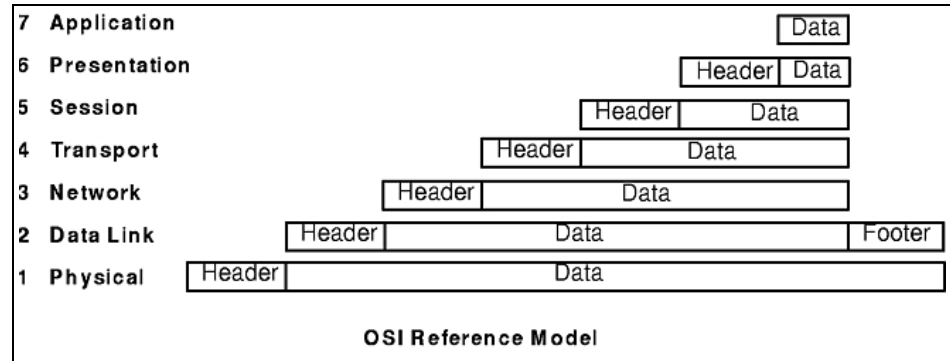 7 Application Data
6 Presentation Header Data
5 Session Header Data
4 Transport Header Data
3 Network Header Data
2 Data Link Header Data Footer
1 Physical Header Data
OSI Reference Model